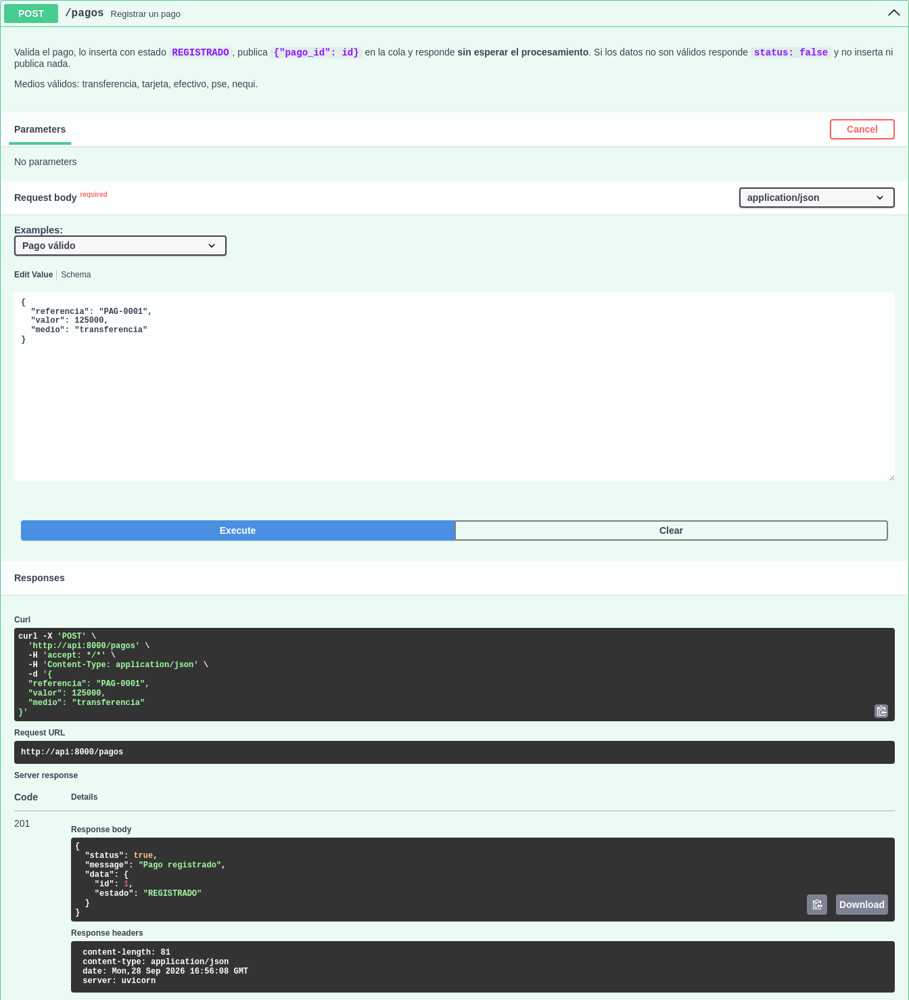 POST /pagos Registrar un pago
Valida el pago, lo inserta con estado REGISTRADO, publica {"pago_id": id} en la cola y responde sin esperar el procesamiento. Si los datos no son válidos responde status: false y no inserta ni
publica nada.
Medios válidos: transferencia, tarjeta, efectivo, pse, nequi.
Parameters
Cancel
No parameters
Request body required
application/json
Examples:
Pago válido
Edit Value Schema
{
  "referencia": "PAG-0001",
  "valor": 125000,
  "medio": "transferencia"
}
Execute
Clear
Responses
Curl
curl -X 'POST' \
  'http://api:8000/pagos' \
  -H 'accept: */*' \
  -H 'Content-Type: application/json' \
  -d '{
  "referencia": "PAG-0001",
  "valor": 125000,
  "medio": "transferencia"
}'
Request URL
http://api:8000/pagos
Server response
Code Details
201
Response body
{
  "status": true,
  "message": "Pago registrado",
  "data": {
    "id": 1,
    "estado": "REGISTRADO"
  }
}
Download
Response headers
content-length: 81
content-type: application/json
date: Mon,28 Sep 2026 16:56:08 GMT
server: uvicorn